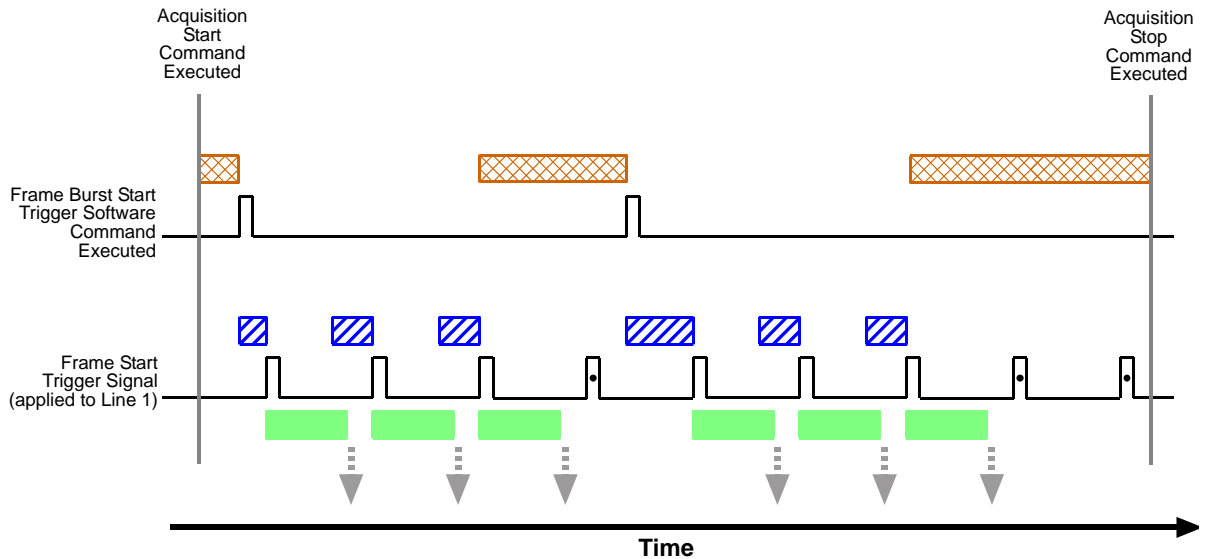 Acquisition
Start
Command
Executed
Acquisition
Stop
Command
Executed
Frame Burst Start
Trigger Software
Command
Executed
Frame Start
Trigger Signal
(applied to Line 1)
Time